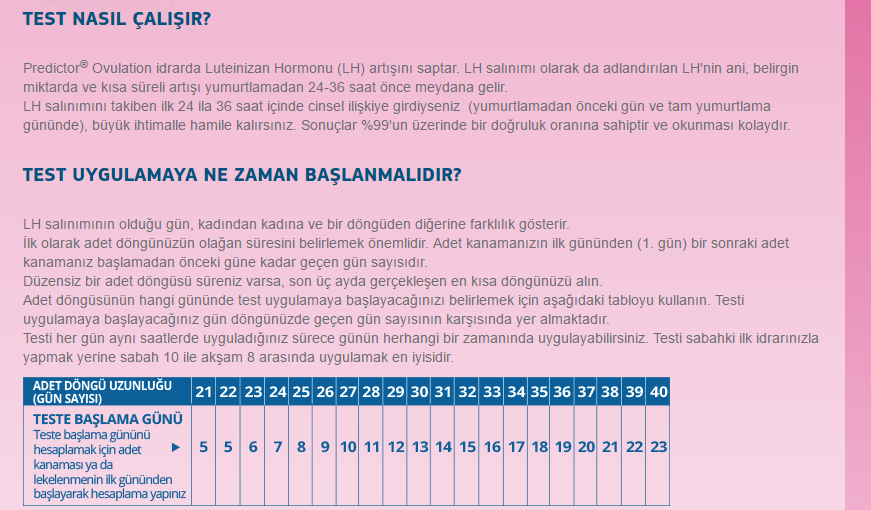 TEST NASIL ÇALIŞIR?
Predictor® Ovulation idrarda Luteinizan Hormonu (LH) artışını saptar. LH salınımı olarak da adlandırılan LH'nin ani, belirgin
miktarda ve kısa süreli artışı yumurtlamadan 24-36 saat önce meydana gelir.
LH salınımını takiben ilk 24 ila 36 saat içinde cinsel ilişkiye girdiyseniz (yumurtlamadan önceki gün ve tam yumurtlama
gününde), büyük ihtimalle hamile kalırsınız. Sonuçlar %99'un üzerinde bir doğruluk oranına sahiptir ve okunması kolaydır.
TEST UYGULAMAYA NE ZAMAN BAŞLANMALIDIR?
LH salınımının olduğu gün, kadından kadına ve bir döngüden diğerine farklılık gösterir.
İlk olarak adet döngünüzün olağan süresini belirlemek önemlidir. Adet kanamanızın ilk gününden (1. gün) bir sonraki adet
kanamanız başlamadan önceki güne kadar geçen gün sayısıdır.
Düzensiz bir adet döngüsü süreniz varsa, son üç ayda gerçekleşen en kısa döngünüzü alın.
Adet döngüsünün hangi gününde test uygulamaya başlayacağınızı belirlemek için aşağıdaki tabloyu kullanın. Testi
uygulamaya başlayacağınız gün döngünüzde geçen gün sayısının karşısında yer almaktadır.
Testi her gün aynı saatlerde uyguladığınız sürece günün herhangi bir zamanında uygulayabilirsiniz. Testi sabahki ilk idrarınızla
yapmak yerine sabah 10 ile akşam 8 arasında uygulamak en iyisidir.
ADET DÖNGÜ UZUNLUĞU
(GÜN SAYISI)
21 22 23 24 25 26 27 28 29 30 31 32 33 34 35 36 37 38 39 40
TESTE BAŞLAMA GÜNÜ
Teste başlama gününü
hesaplamak için adet
kanaması ya da
lekelenmenin ilk gününden
başlayarak hesaplama yapınız
5 5 6 7 8 9 10 11 12 13 14 15 16 17 18 19 20 21 22 23